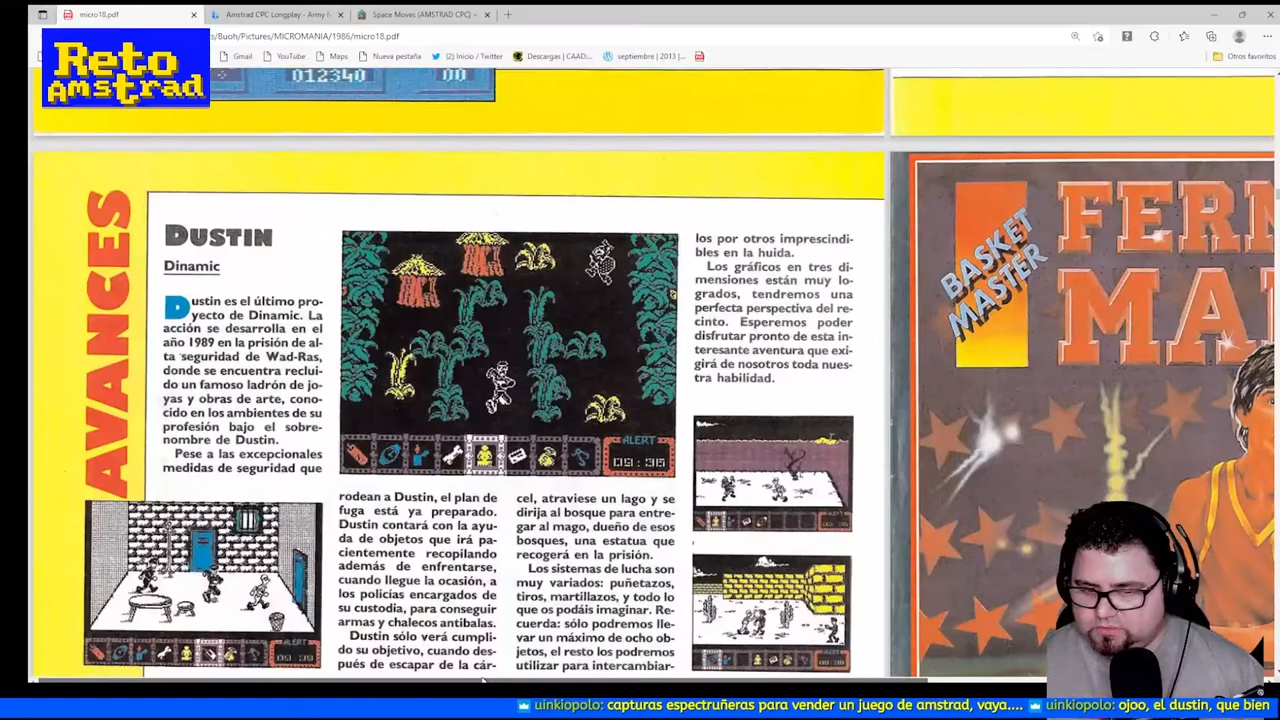 micro18.pdf
Amstrad CPC Longplay - Army
Space Moves (AMSTRAD CPC) -
rs/Buoh/Pictures/MICROMANIA/1986/micro18.pdf
Gmail
YouTube
Maps
Nueva pestaña
(2) Inicio / Twitter
Descargas | CAAD:...
septiembre | 2013 |...
Otros favoritos
Reto
Amstrad
012340
00
AVANCES
DUSTIN
Dinamic
Dustin es el último pro-
yecto de Dinamic. La
acción se desarrolla en el
año 1989 en la prisión de al-
ta seguridad de Wad-Ras,
donde se encuentra reclui-
do un famoso ladrón de jo-
yas y obras de arte, cono-
cido en los ambientes de su
profesión bajo el sobre-
nombre de Dustin.
Pese a las excepcionales
medidas de seguridad que
ALERT
09:38
rodean a Dustin, el plan de
fuga está ya preparado.
Dustin contará con la ayu-
da de objetos que irá pa-
cientemente recopilando
además de enfrentarse,
cuando llegue la ocasión, a
los policías encargados de
su custodia, para conseguir
armas y chalecos antibalas.
Dustin sólo verá cumpli-
do su objetivo, cuando des-
pués de escapar de la cár-
cel, atraviese un lago y se
dirija al bosque para entre-
gar al mago, dueño de esos
bosques, una estatua que
recogerá en la prisión.
Los sistemas de lucha son
muy variados: puñetazos,
tiros, martillazos, y todo lo
que os podáis imaginar. Re-
cuerda: sólo podremos lle-
var un máximo de ocho ob-
jetos, el resto los podremos
utilizar para intercambiar-
los por otros imprescindi-
bles en la huida.
Los gráficos en tres di-
mensiones están muy lo-
grados, tendremos una
perfecta perspectiva del re-
cinto. Esperemos poder
disfrutar pronto de esta in-
teresante aventura que exi-
girá de nosotros toda nues-
tra habilidad.
ALERT
BASKET
MASTER
FER
MA
uinkiopolo: capturas espectruñeras para vender un juego de amstrad, vaya.... uinkiopolo: ojoo, el dustin, que bien